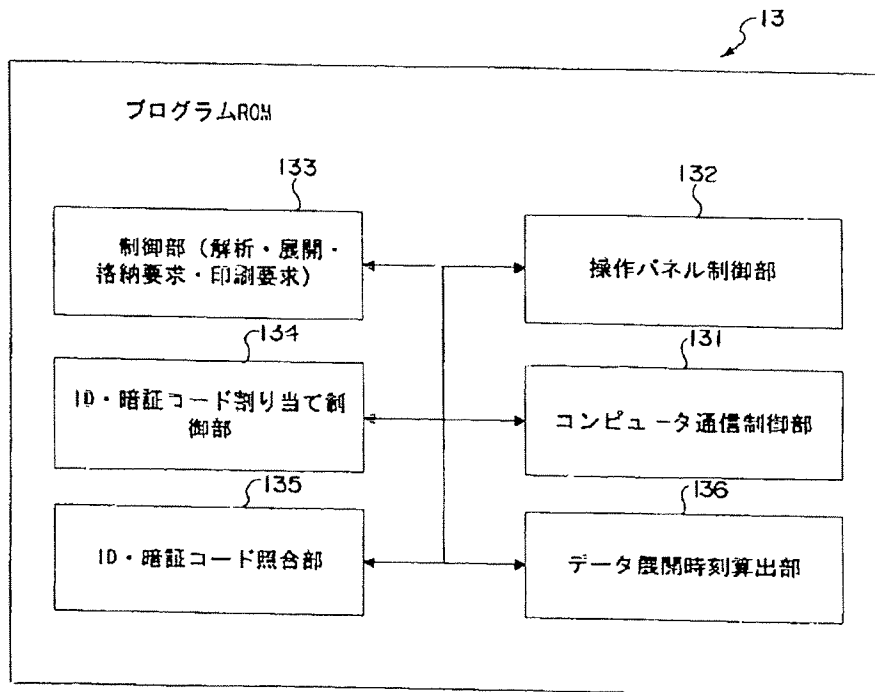 13
プログラムROM
133
132
制御部（解析・展開・
格納要求・印刷要求）
操作パネル制御部
134
131
ID・暗証コード割り当て制
御部
コンピュータ通信制御部
135
136
ID・暗証コード照合部
データ展開時刻算出部